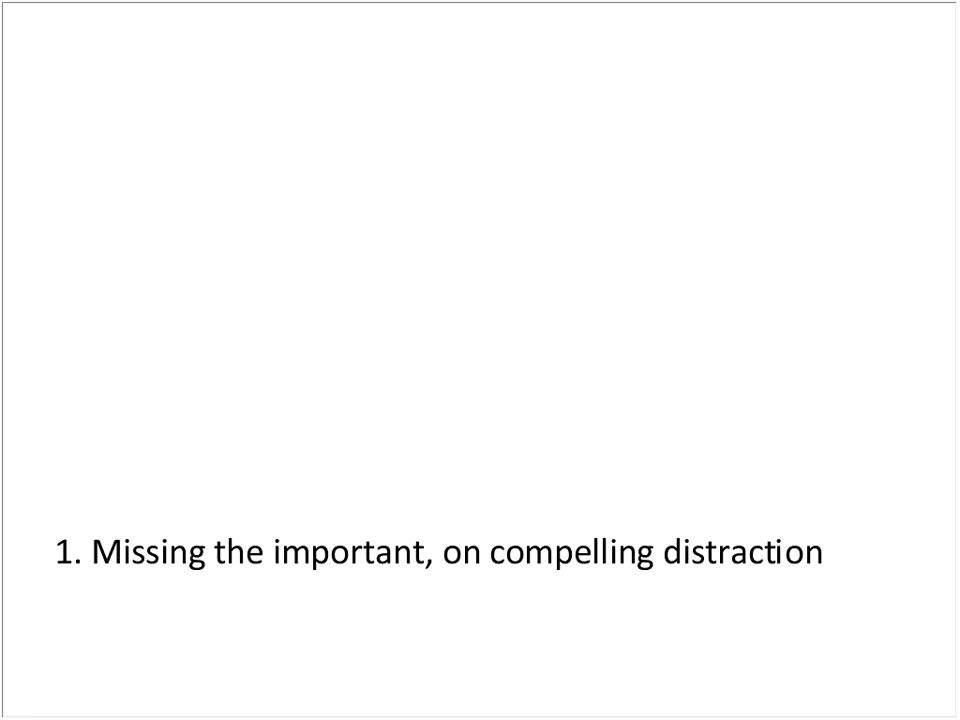 1. Missing the important, on compelling distraction